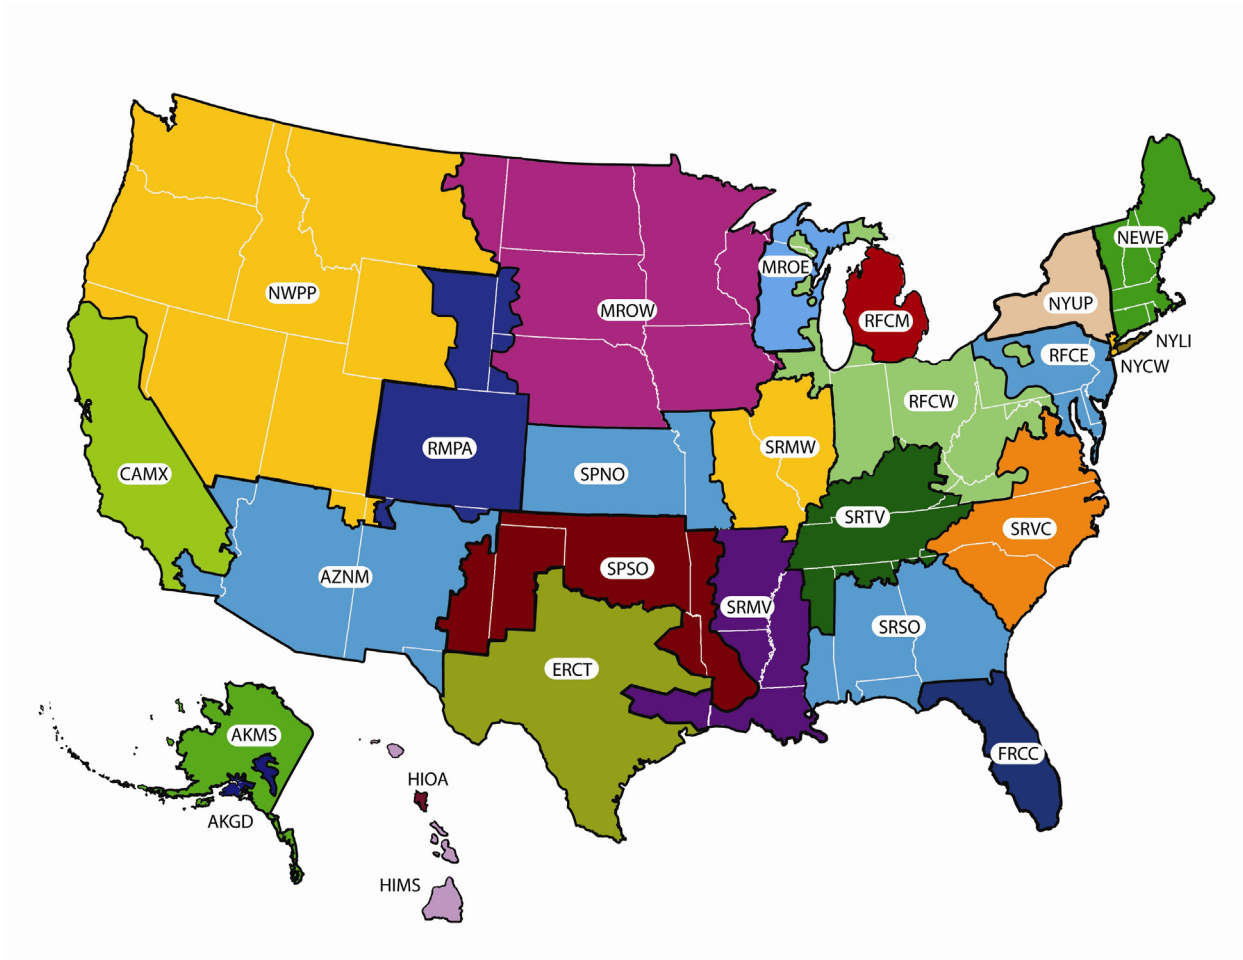 NEWE
MROE
NWPP
NYUP
MROW
RFCM
NYLI
RFCE
NYCW
RFCW
RMPA
SRMW
CAMX
SPNO
SRTV
SRVC
SPSO
AZNM
SRMV
SRSO
ERCT
AKMS
FRCC
HIOA
AKGD
HIMS